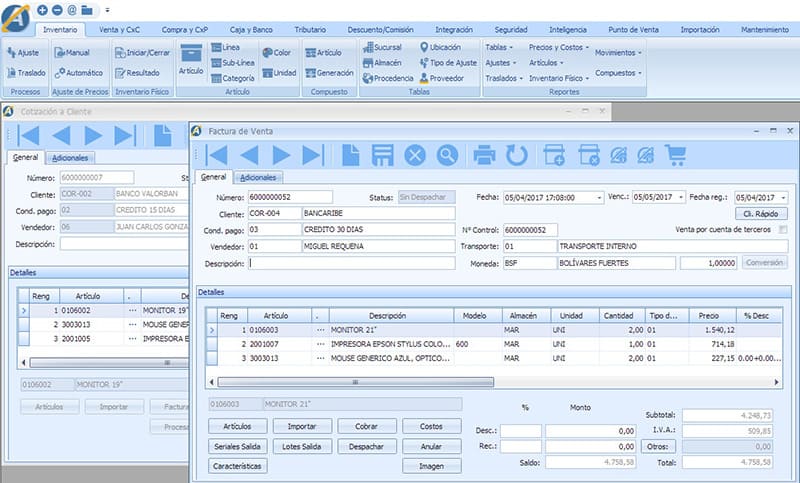 Inventario Venta y CxC Compra y CxP Caja y Banco Tributario Descuento/Comisión Integración Seguridad Inteligencia Punto de Venta Importación Mantenimiento
Ajuste Manual Iniciar/Cerrar Artículo Línea Color Artículo Sucursal Ubicación Tablas Precios y Costos Movimientos
Traslado Automático Resultado Sub-Línea Unidad Generación Almacén Tipo de Ajuste Ajustes Artículos Compuestos
Categoría Procedencia Proveedor Traslados Inventario Físico
Procesos Ajuste de Precios Inventario Físico Artículo Compuesto Tablas Reportes
Cotización a Cliente
General Adicionales
Número: 6000000007
Cliente: COR-002 BANCO VALORBAN
Cond. pago: 02 CREDITO 15 DIAS
Vendedor: 06 JUAN CARLOS GONZA
Descripción:
Detalles
Reng Artículo . De
1 0106002 ... MONITOR 19"
2 3003013 ... MOUSE GENER
3 2001005 ... IMPRESORA E
0106002 MONITOR 19"
Artículos Importar Factura
Procesa
Factura de Venta
General Adicionales
Número: 6000000052 Status: Sin Despachar Fecha: 05/04/2017 17:08:00 Venc.: 05/05/2017 Fecha reg.: 05/04/2017
Cliente: COR-004 BANCARIBE Cli. Rápido
Cond. pago: 03 CREDITO 30 DIAS Nº Control: 6000000052 Venta por cuenta de terceros
Vendedor: 01 MIGUEL REQUENA Transporte: 01 TRANSPORTE INTERNO
Descripción: Moneda: BSF BOLÍVARES FUERTES 1,00000 Conversión
Detalles
Reng Artículo . Descripción Modelo Almacén Unidad Cantidad Tipo d... Precio % Desc
1 0106003 ... MONITOR 21" MAR UNI 2,00 01 1.540,12
2 2001007 ... IMPRESORA EPSON STYLUS COLO... 600 MAR UNI 1,00 01 714,18
3 3003013 ... MOUSE GENERICO AZUL, OPTICO... MAR UNI 2,00 01 227,15 0.00+0.00...
0106003 MONITOR 21"
Artículos Importar Cobrar Costos
Seriales Salida Lotes Salida Despachar Anular
Características Imagen
% Monto
Desc.: 0,00
Rec.: 0,00
Saldo: 4.758,58
Subtotal: 4.248,73
I.V.A.: 509,85
Otros: 0,00
Total: 4.758,58